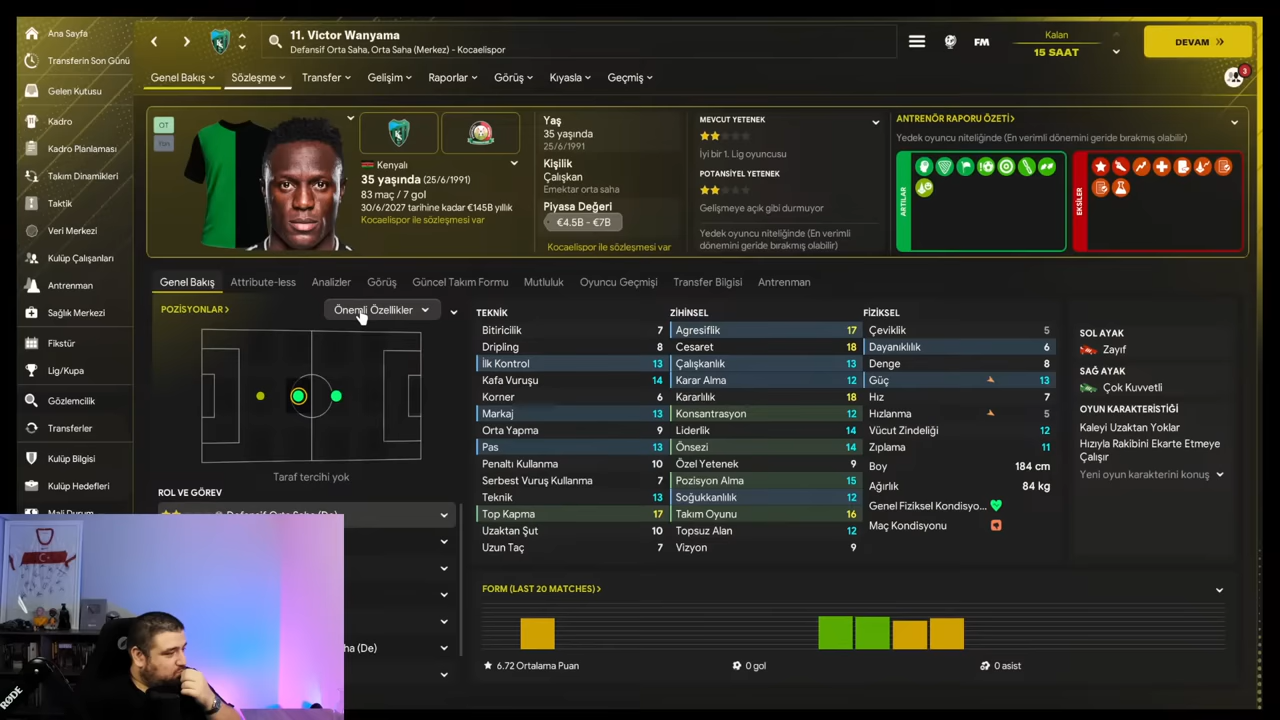 Ana Sayfa
Transferin Son Günü
Gelen Kutusu
Kadro
Kadro Planlaması
Takım Dinamikleri
Taktik
Veri Merkezi
Kulüp Çalışanları
Antrenman
Sağlık Merkezi
Fikstür
Lig/Kupa
Gözlemcilik
Transferler
Kulüp Bilgisi
Kulüp Hedefleri
11. Victor Wanyama
Defansif Orta Saha, Orta Saha (Merkez) - Kocaelispor
FM
Kalan
15 SAAT
DEVAM
3
Genel Bakış
Sözleşme
Transfer
Gelişim
Raporlar
Görüş
Kıyasla
Geçmiş
OT
Kenyalı
35 yaşında (25/6/1991)
83 maç / 7 gol
30/6/2027 tarihine kadar €145B yıllık
Kocaelispor ile sözleşmesi var
Yaş
35 yaşında
25/6/1991
Kişilik
Çalışkan
Emektar orta saha
Piyasa Değeri
€4.5B - €7B
Kocaelispor ile sözleşmesi var
MEVCUT YETENEK
İyi bir 1. Lig oyuncusu
POTANSİYEL YETENEK
Gelişmeye açık gibi durmuyor
Yedek oyuncu niteliğinde (En verimli
dönemini geride bırakmış olabilir)
ANTRENÖR RAPORU ÖZETİ
Yedek oyuncu niteliğinde (En verimli dönemini geride bırakmış olabilir)
ARTILAR
EKSİLER
Genel Bakış
Attribute-less
Analizler
Görüş
Güncel Takım Formu
Mutluluk
Oyuncu Geçmişi
Transfer Bilgisi
Antrenman
POZİSYONLAR
Önemli Özellikler
Taraf tercihi yok
ROL VE GÖREV
TEKNİK
Bitiricilik 7
Dripling 8
İlk Kontrol 13
Kafa Vuruşu 14
Korner 6
Markaj 13
Orta Yapma 9
Pas 13
Penaltı Kullanma 10
Serbest Vuruş Kullanma 7
Teknik 13
Top Kapma 17
Uzaktan Şut 10
Uzun Taç 7
ZİHİNSEL
Agresiflik 17
Cesaret 18
Çalışkanlık 13
Karar Alma 12
Kararlılık 18
Konsantrasyon 12
Liderlik 14
Önsezi 14
Özel Yetenek 9
Pozisyon Alma 15
Soğukkanlılık 12
Takım Oyunu 16
Topsuz Alan 12
Vizyon 9
FİZİKSEL
Çeviklik 5
Dayanıklılık 6
Denge 8
Güç 13
Hız 7
Hızlanma 5
Vücut Zindeliği 12
Zıplama 11
Boy 184 cm
Ağırlık 84 kg
Genel Fiziksel Kondisyo...
Maç Kondisyonu
SOL AYAK
Zayıf
SAĞ AYAK
Çok Kuvvetli
OYUN KARAKTERİSTİĞİ
Kaleyi Uzaktan Yoklar
Hızıyla Rakibini Ekarte Etmeye
Çalışır
Yeni oyun karakterini konuş
FORM (LAST 20 MATCHES)
6.72 Ortalama Puan
0 gol
0 asist
RØDE